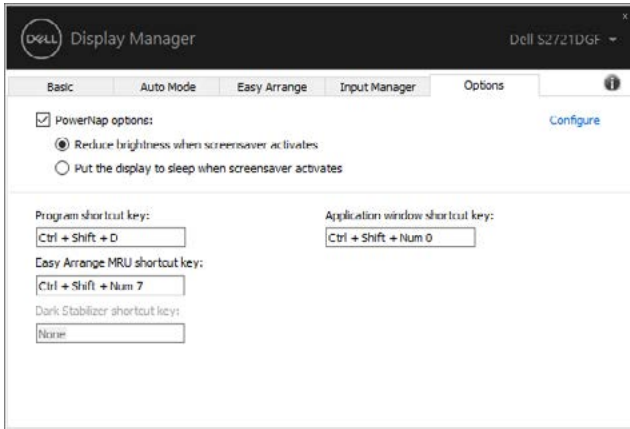 x
DELL Display Manager
Dell S2721DGF
Basic Auto Mode Easy Arrange Input Manager Options
PowerNap options: Configure
Reduce brightness when screensaver activates
Put the display to sleep when screensaver activates
Program shortcut key: Application window shortcut key:
Ctrl + Shift + D Ctrl + Shift + Num 0
Easy Arrange MRU shortcut key:
Ctrl + Shift + Num 7
Dark Stabilizer shortcut key:
None